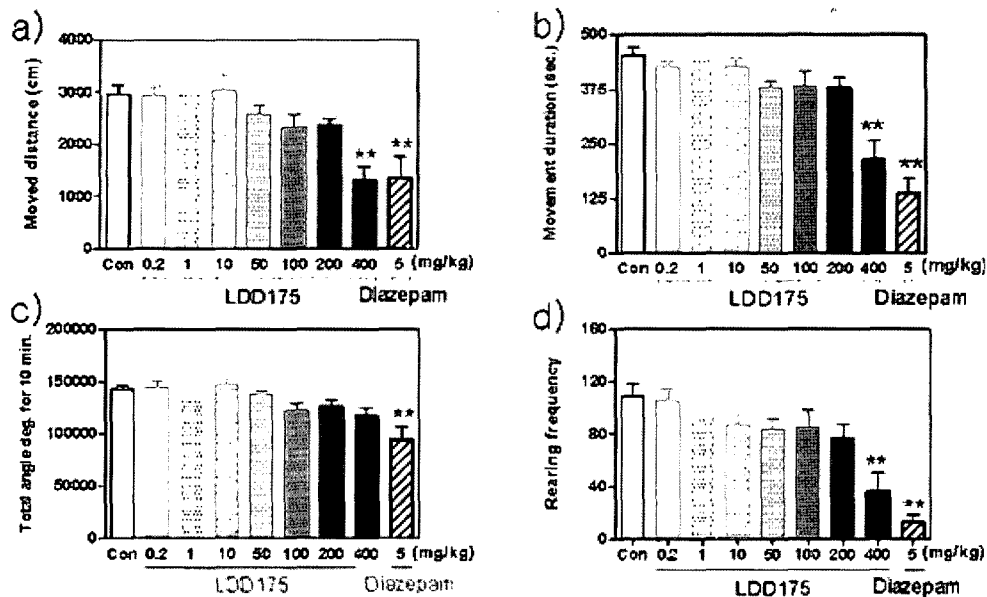 a)
Moved distance (cm)
4000
3000
2000
1000
0
** **
Con 0.2 1 10 50 100 200 400 5 (mg/kg)
LDD175 Diazepam
b)
Movement duration (sec.)
500
375
250
125
0
**
**
Con 0.2 1 10 50 100 200 400 5 (mg/kg)
LDD175 Diazepam
c)
Total angle deg. for 10 min.
200000
150000
100000
50000
0
**
Con 0.2 1 10 50 100 200 400 5 (mg/kg)
LDD175 Diazepam
d)
Rearing frequency
160
120
80
40
0
**
**
Con 0.2 1 10 50 100 200 400 5 (mg/kg)
LDD175 Diazepam